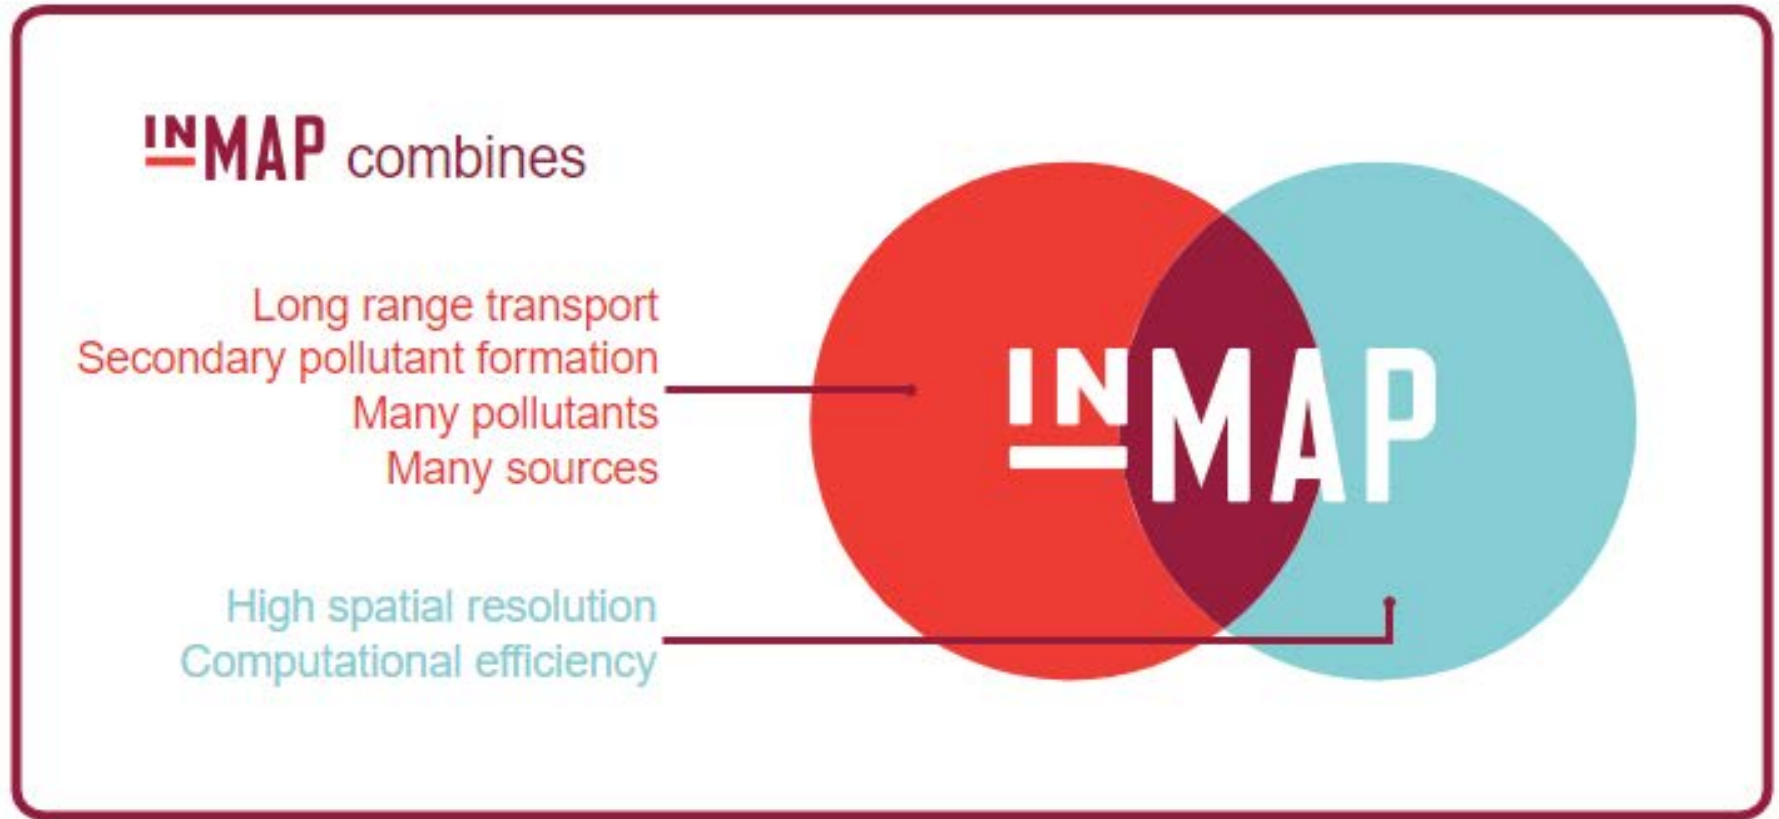 INMAP combines
Long range transport
Secondary pollutant formation
Many pollutants
Many sources
High spatial resolution
Computational efficiency
INMAP